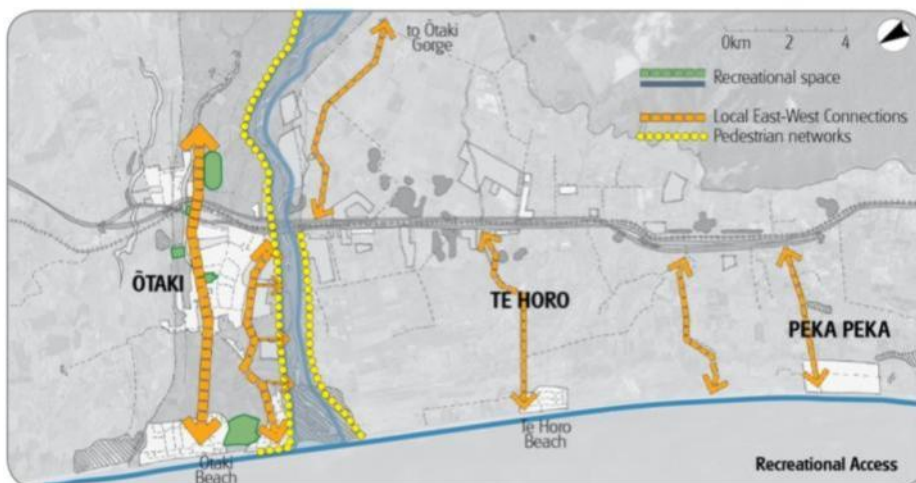 to Ōtaki
Gorge
0km 2 4
Recreational space
Local East-West Connections
Pedestrian networks
ŌTAKI
TE HORO
PEKA PEKA
Te Horo
Beach
Ōtaki
Beach
Recreational Access